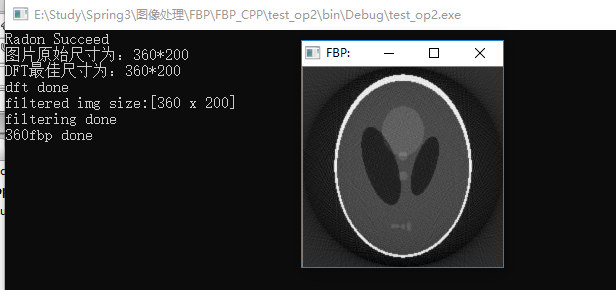 E:\Study\Spring3\图像处理\FBP\FBP_CPP\test_op2\bin\Debug\test_op2.exe
Radon Succeed
图片原始尺寸为：360*200
DFT最佳尺寸为：360*200
dft done
filtered img size:[360 x 200]
filtering done
360fbp done
FBP: